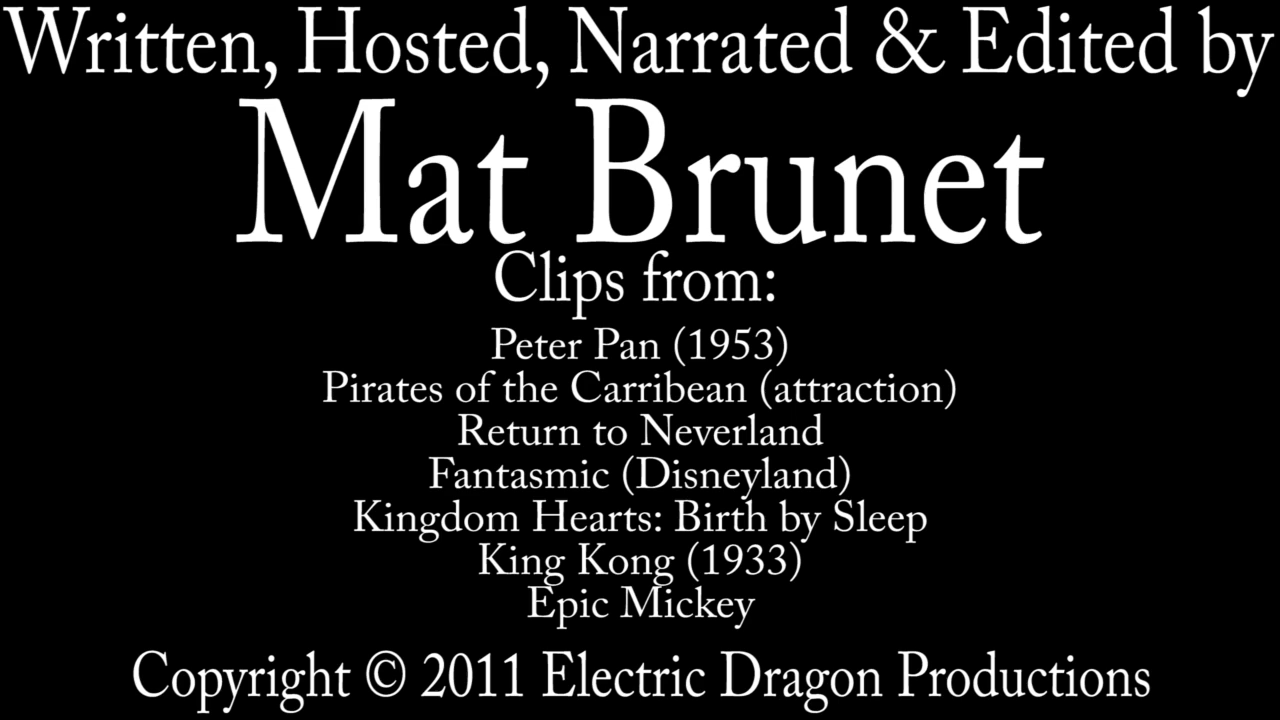 Written, Hosted, Narrated & Edited by
Mat Brunet
Clips from:
Peter Pan (1953)
Pirates of the Carribean (attraction)
Return to Neverland
Fantasmic (Disneyland)
Kingdom Hearts: Birth by Sleep
King Kong (1933)
Epic Mickey
Copyright © 2011 Electric Dragon Productions